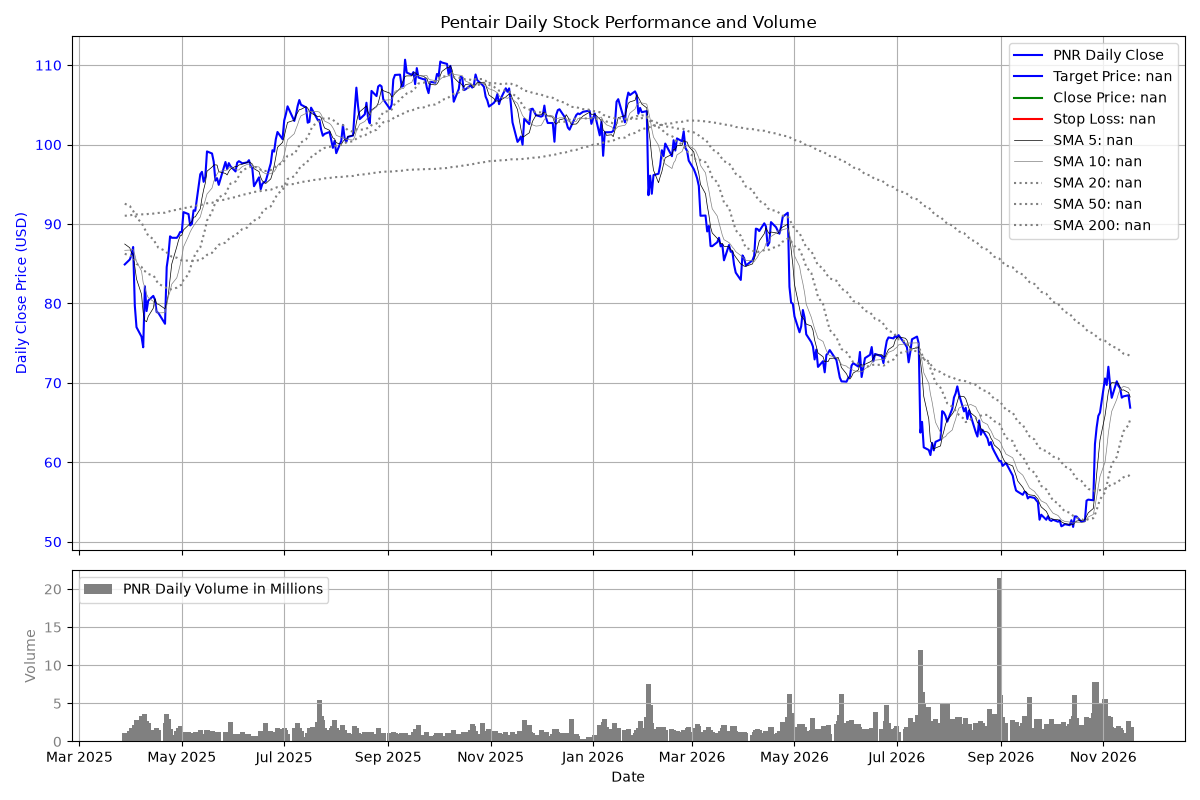 Pentair Daily Stock Performance and Volume
110
100
90
80
70
60
50
Daily Close Price (USD)
PNR Daily Close
Target Price: nan
Close Price: nan
Stop Loss: nan
SMA 5: nan
SMA 10: nan
SMA 20: nan
SMA 50: nan
SMA 200: nan
20
15
10
5
0
Volume
PNR Daily Volume in Millions
Mar 2025 May 2025 Jul 2025 Sep 2025 Nov 2025 Jan 2026 Mar 2026 May 2026 Jul 2026 Sep 2026 Nov 2026
Date